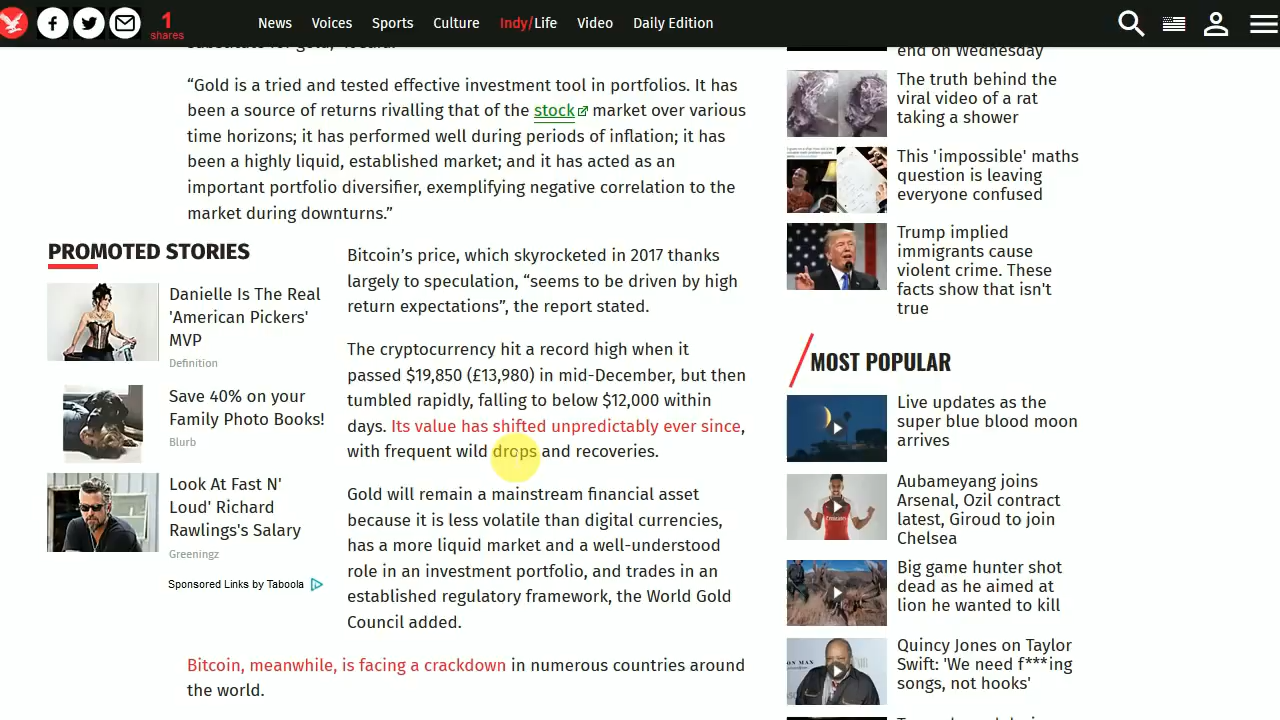 1
shares
News Voices Sports Culture Indy/Life Video Daily Edition
“Gold is a tried and tested effective investment tool in portfolios. It has
been a source of returns rivalling that of the stock market over various
time horizons; it has performed well during periods of inflation; it has
been a highly liquid, established market; and it has acted as an
important portfolio diversifier, exemplifying negative correlation to the
market during downturns.”
PROMOTED STORIES
Danielle Is The Real
'American Pickers'
MVP
Definition
Save 40% on your
Family Photo Books!
Blurb
Look At Fast N'
Loud' Richard
Rawlings's Salary
Greeningz
Sponsored Links by Taboola
Bitcoin’s price, which skyrocketed in 2017 thanks
largely to speculation, “seems to be driven by high
return expectations”, the report stated.
The cryptocurrency hit a record high when it
passed $19,850 (£13,980) in mid-December, but then
tumbled rapidly, falling to below $12,000 within
days. Its value has shifted unpredictably ever since,
with frequent wild drops and recoveries.
Gold will remain a mainstream financial asset
because it is less volatile than digital currencies,
has a more liquid market and a well-understood
role in an investment portfolio, and trades in an
established regulatory framework, the World Gold
Council added.
Bitcoin, meanwhile, is facing a crackdown in numerous countries around
the world.
end on Wednesday
The truth behind the
viral video of a rat
taking a shower
This 'impossible' maths
question is leaving
everyone confused
Trump implied
immigrants cause
violent crime. These
facts show that isn't
true
MOST POPULAR
Live updates as the
super blue blood moon
arrives
Aubameyang joins
Arsenal, Ozil contract
latest, Giroud to join
Chelsea
Big game hunter shot
dead as he aimed at
lion he wanted to kill
Quincy Jones on Taylor
Swift: 'We need f***ing
songs, not hooks'